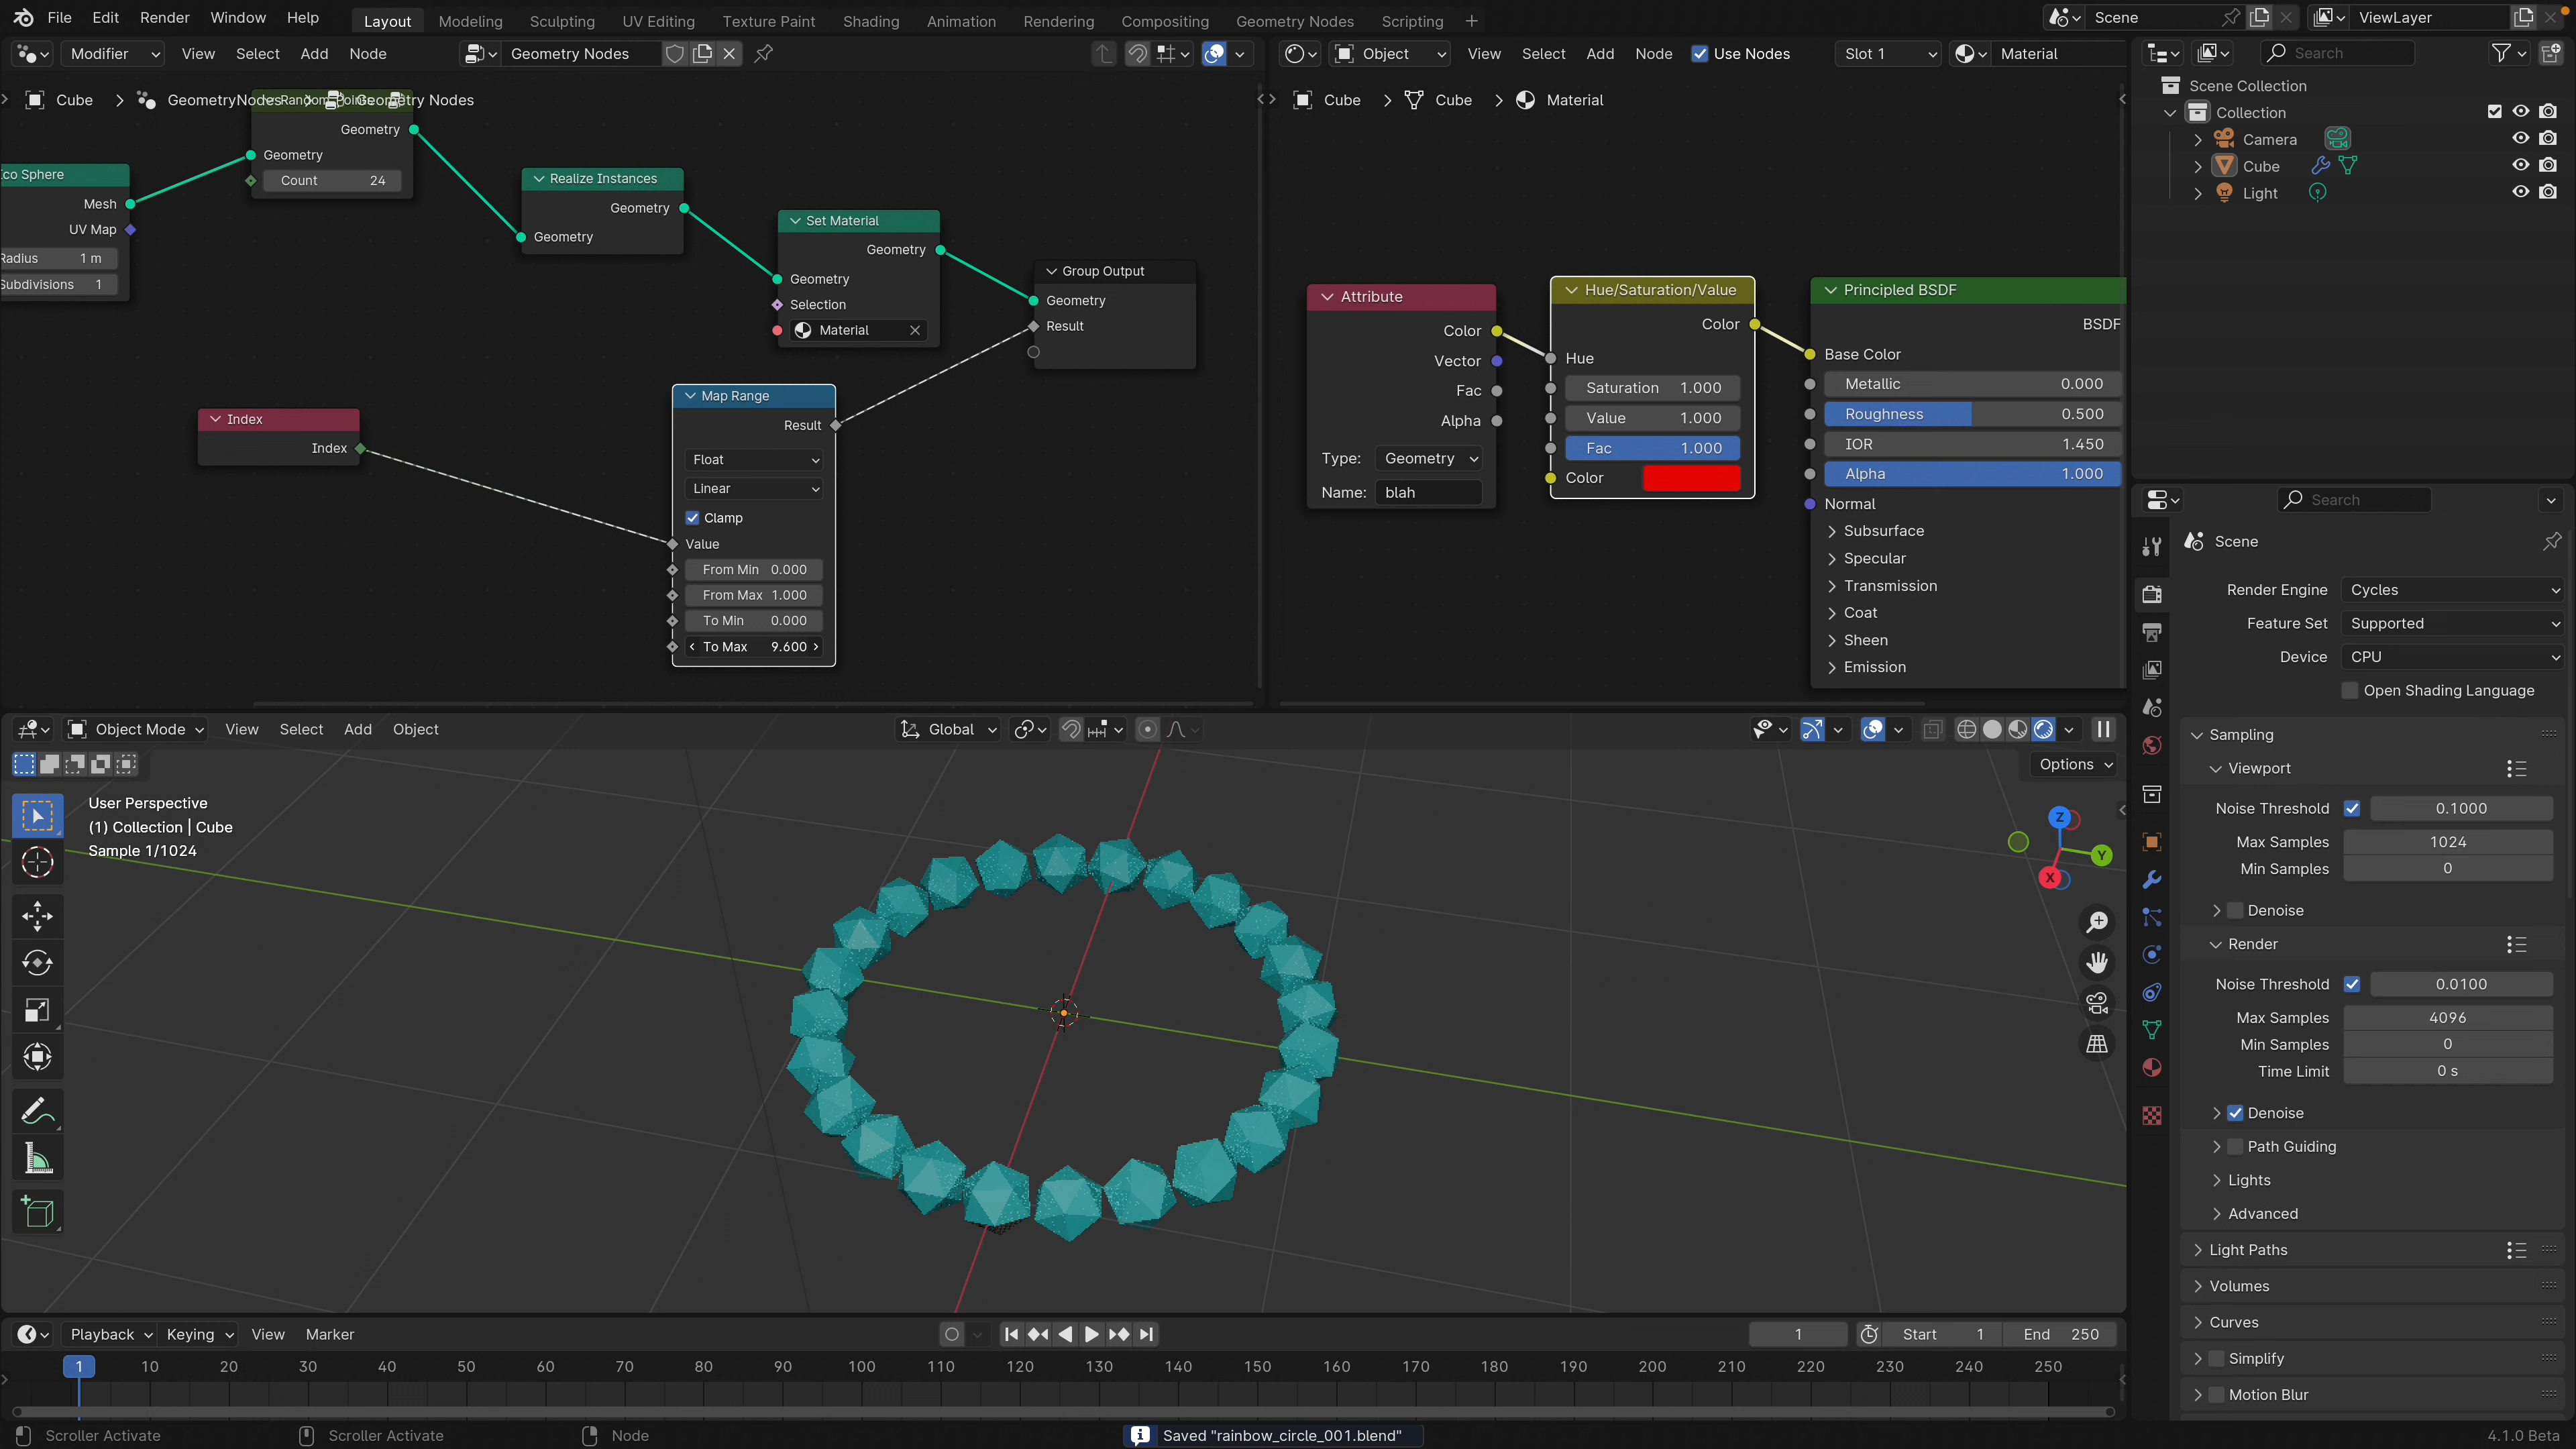 File Edit Render Window Help Layout Modeling Sculpting UV Editing Texture Paint Shading Animation Rendering Compositing Geometry Nodes Scripting + Scene ViewLayer
Modifier View Select Add Node Geometry Nodes
Object View Select Add Node Use Nodes Slot 1 Material
Search
Cube > GeometryNodes > Geometry Nodes
Geometry
Geometry
Count 24
Ico Sphere
Mesh
UV Map
Radius 1 m
Subdivisions 1
Realize Instances
Geometry
Geometry
Set Material
Geometry
Geometry
Selection
Material
Group Output
Geometry
Result
Index
Index
Map Range
Result
Float
Linear
Clamp
Value
From Min 0.000
From Max 1.000
To Min 0.000
To Max 9.600
Cube > Cube > Material
Attribute
Color
Vector
Fac
Alpha
Type: Geometry
Name: blah
Hue/Saturation/Value
Color
Hue
Saturation 1.000
Value 1.000
Fac 1.000
Color
Principled BSDF
BSDF
Base Color
Metallic 0.000
Roughness 0.500
IOR 1.450
Alpha 1.000
Normal
Subsurface
Specular
Transmission
Coat
Sheen
Emission
Scene Collection
Collection
Camera
Cube
Light
Search
Scene
Render Engine Cycles
Feature Set Supported
Device CPU
Open Shading Language
Sampling
Viewport
Noise Threshold 0.1000
Max Samples 1024
Min Samples 0
Denoise
Render
Noise Threshold 0.0100
Max Samples 4096
Min Samples 0
Time Limit 0 s
Denoise
Path Guiding
Lights
Advanced
Light Paths
Volumes
Curves
Simplify
Motion Blur
Object Mode View Select Add Object Global
Options
User Perspective
(1) Collection | Cube
Sample 1/1024
Z
Y
X
Playback Keying View Marker 1 Start 1 End 250
1 10 20 30 40 50 60 70 80 90 100 110 120 130 140 150 160 170 180 190 200 210 220 230 240 250
Scroller Activate Scroller Activate Node Saved "rainbow_circle_001.blend" 4.1.0 Beta